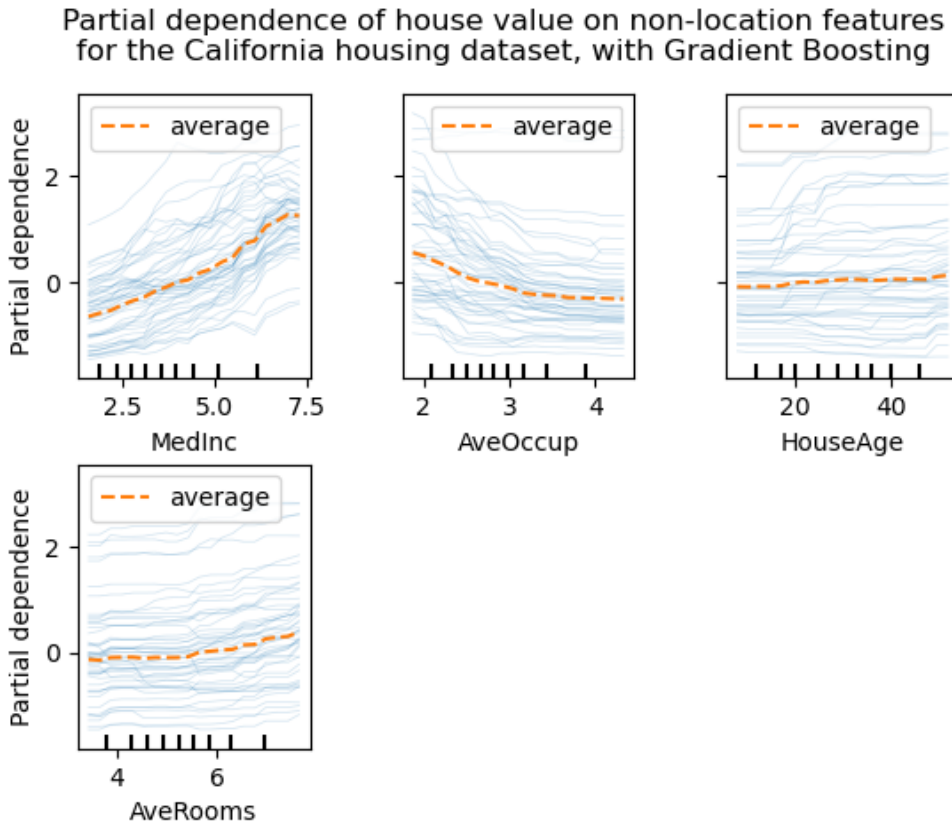 Partial dependence of house value on non-location features
for the California housing dataset, with Gradient Boosting
average
average
average
Partial dependence
2
0
2.5 5.0 7.5
2 3 4
20 40
MedInc
AveOccup
HouseAge
average
Partial dependence
2
0
4 6
AveRooms